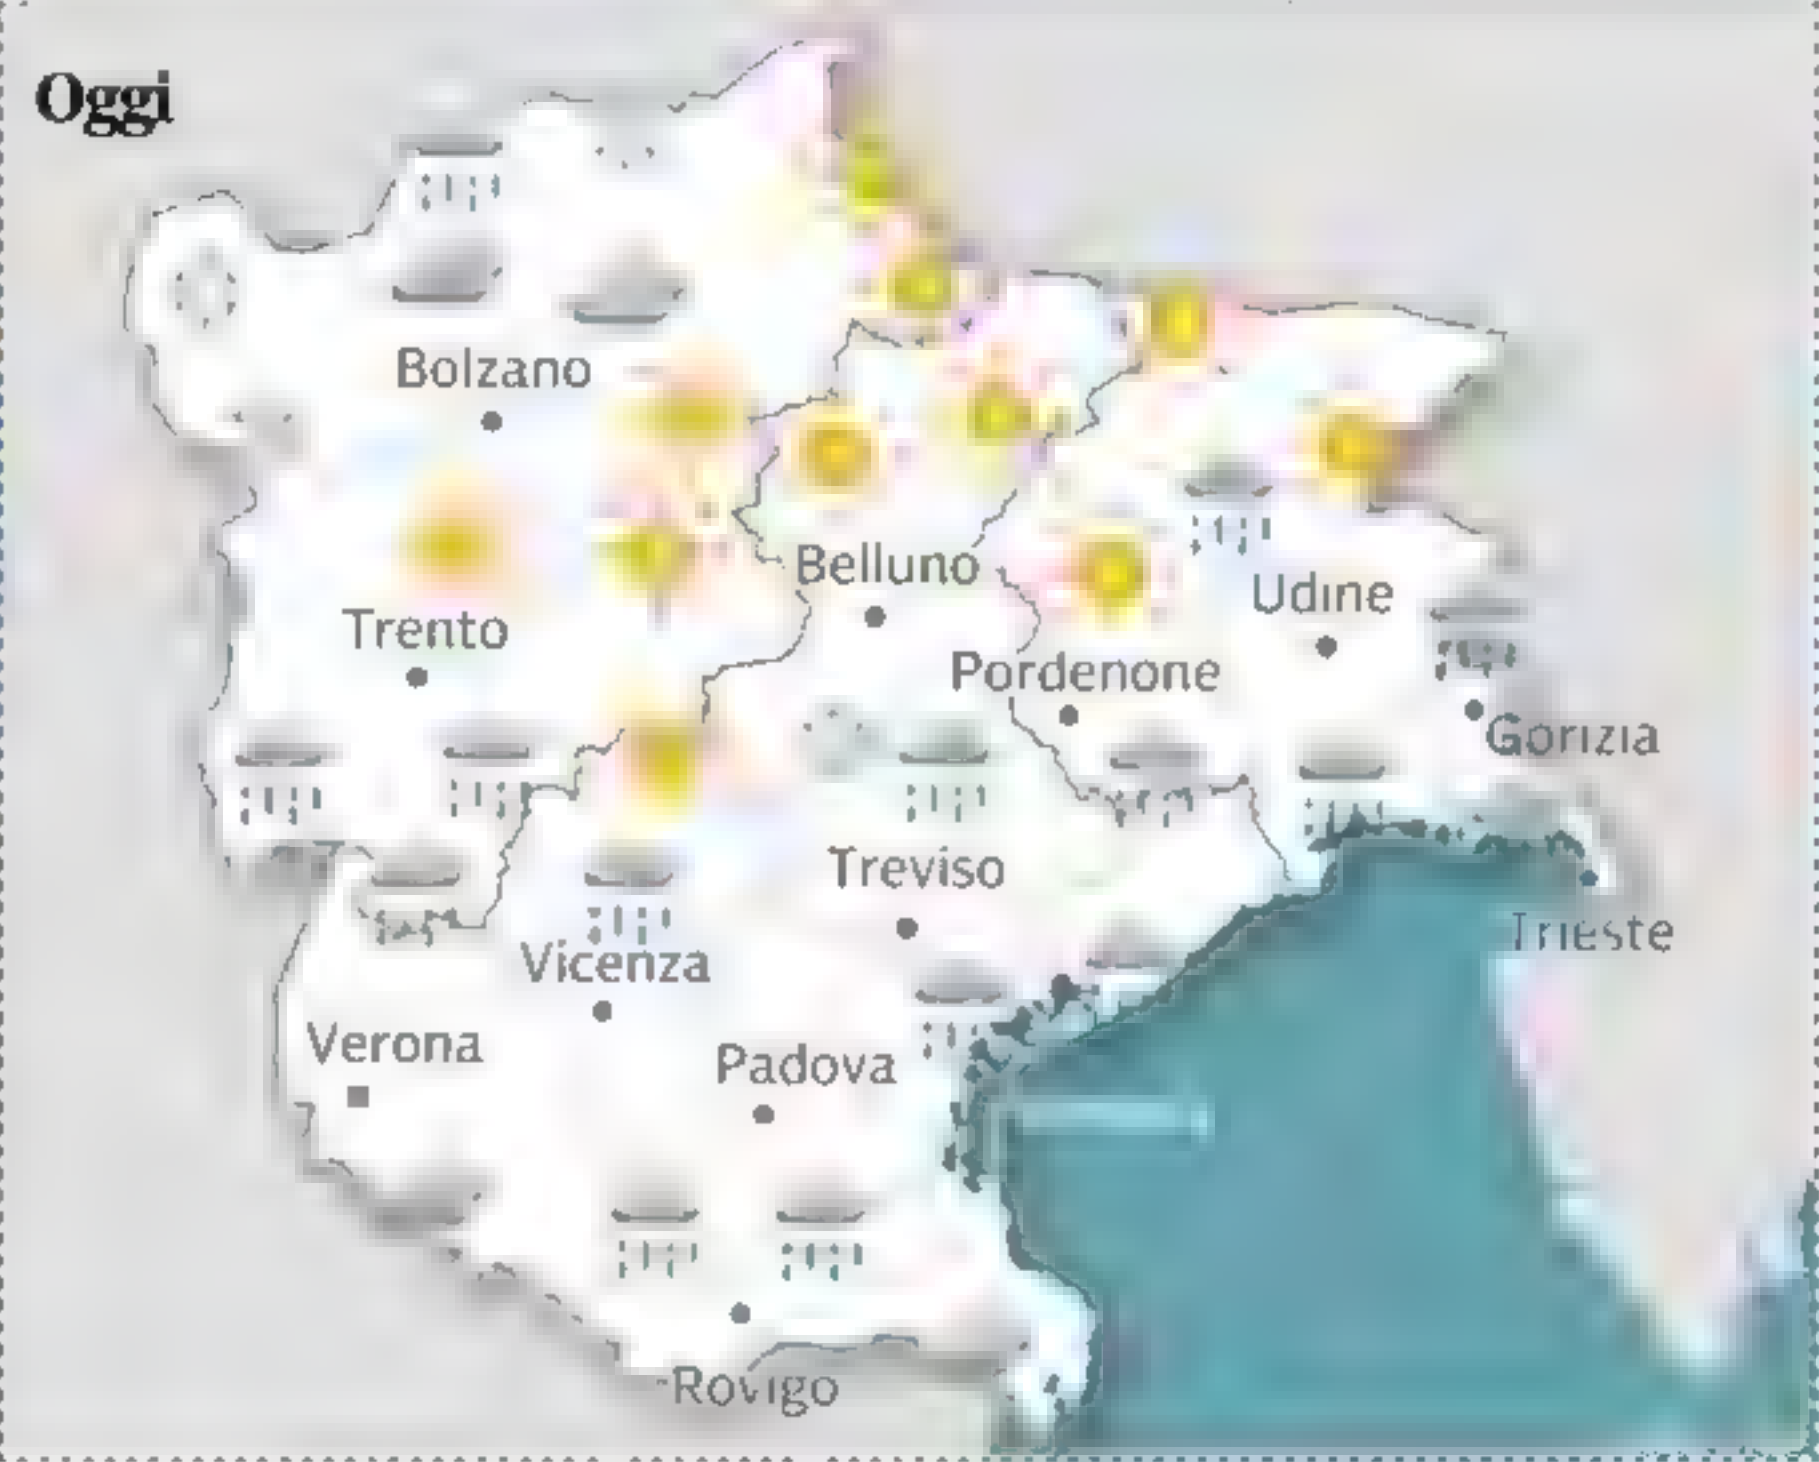 Oggi
Bolzano
Belluno
Udine
Trento
Pordenone
Gorizia
Treviso
Trieste
Vicenza
Verona
Padova
Rovigo